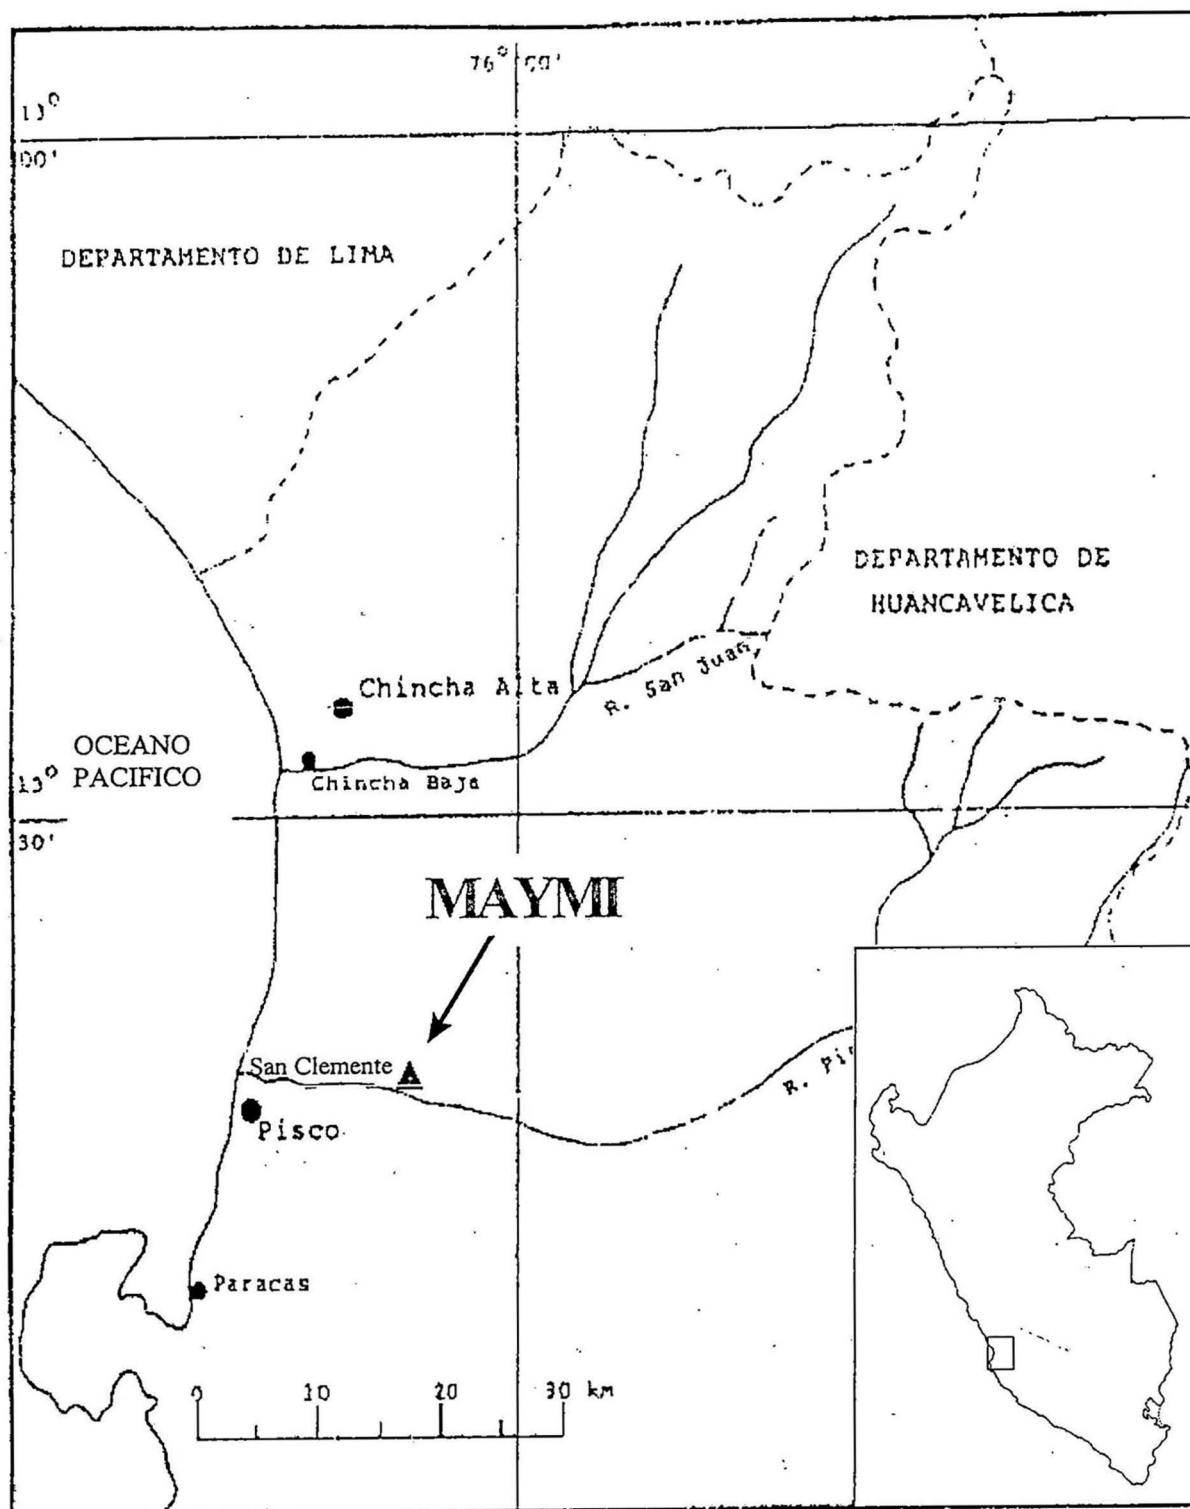 76° 00'
13°
00'
DEPARTAMENTO DE LIMA
DEPARTAMENTO DE
HUANCAVELICA
Chincha Alta
R. San Juan
OCEANO
PACIFICO
Chincha Baja
13°
30'
MAYMI
San Clemente
R. Pis
Pisco
Paracas
0 10 20 30 km